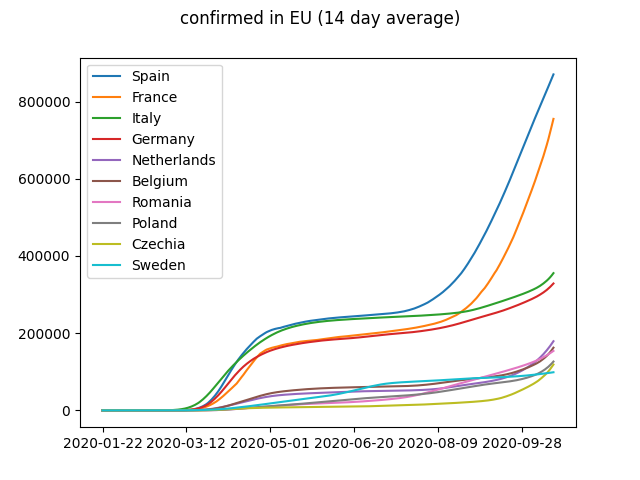 confirmed in EU (14 day average)
Spain
France
Italy
Germany
Netherlands
Belgium
Romania
Poland
Czechia
Sweden
800000
600000
400000
200000
0
2020-01-22 2020-03-12 2020-05-01 2020-06-20 2020-08-09 2020-09-28